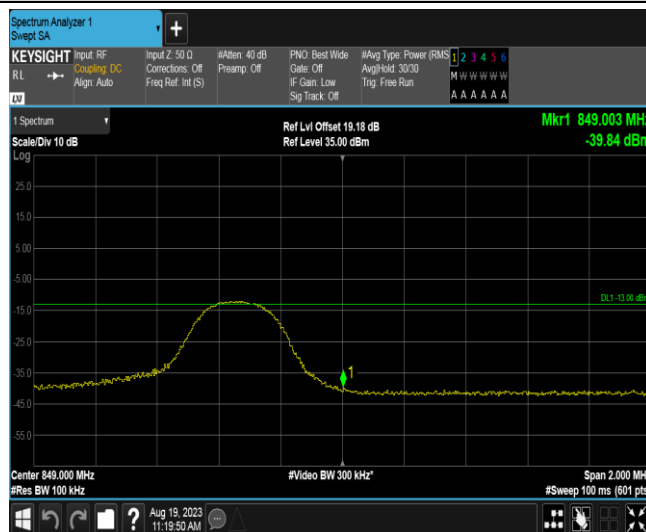 Spectrum Analyzer 1
Swept SA
+
KEYSIGHT Input: RF Input Z: 50 Ω #Atten: 40 dB PNO: Best Wide #Avg Type: Power (RMS 1 2 3 4 5 6
RL Coupling: DC Corrections: Off Preamp: Off Gate: Off Avg|Hold: 30/30 M W W W W W
Align: Auto Freq Ref: Int (S) IF Gain: Low Trig: Free Run
Sig Track: Off A A A A A A
LXI
1 Spectrum Ref Lvl Offset 19.18 dB Mkr1 849.003 MHz
Scale/Div 10 dB Ref Level 35.00 dBm -39.84 dBm
Log
25.0
15.0
5.00
-5.00
DL1 -13.00 dBm
-15.0
-25.0
-35.0
1
-45.0
-55.0
Center 849.000 MHz #Video BW 300 kHz* Span 2.000 MH
#Res BW 100 kHz #Sweep 100 ms (601 pts
? Aug 19, 2023
11:19:50 AM